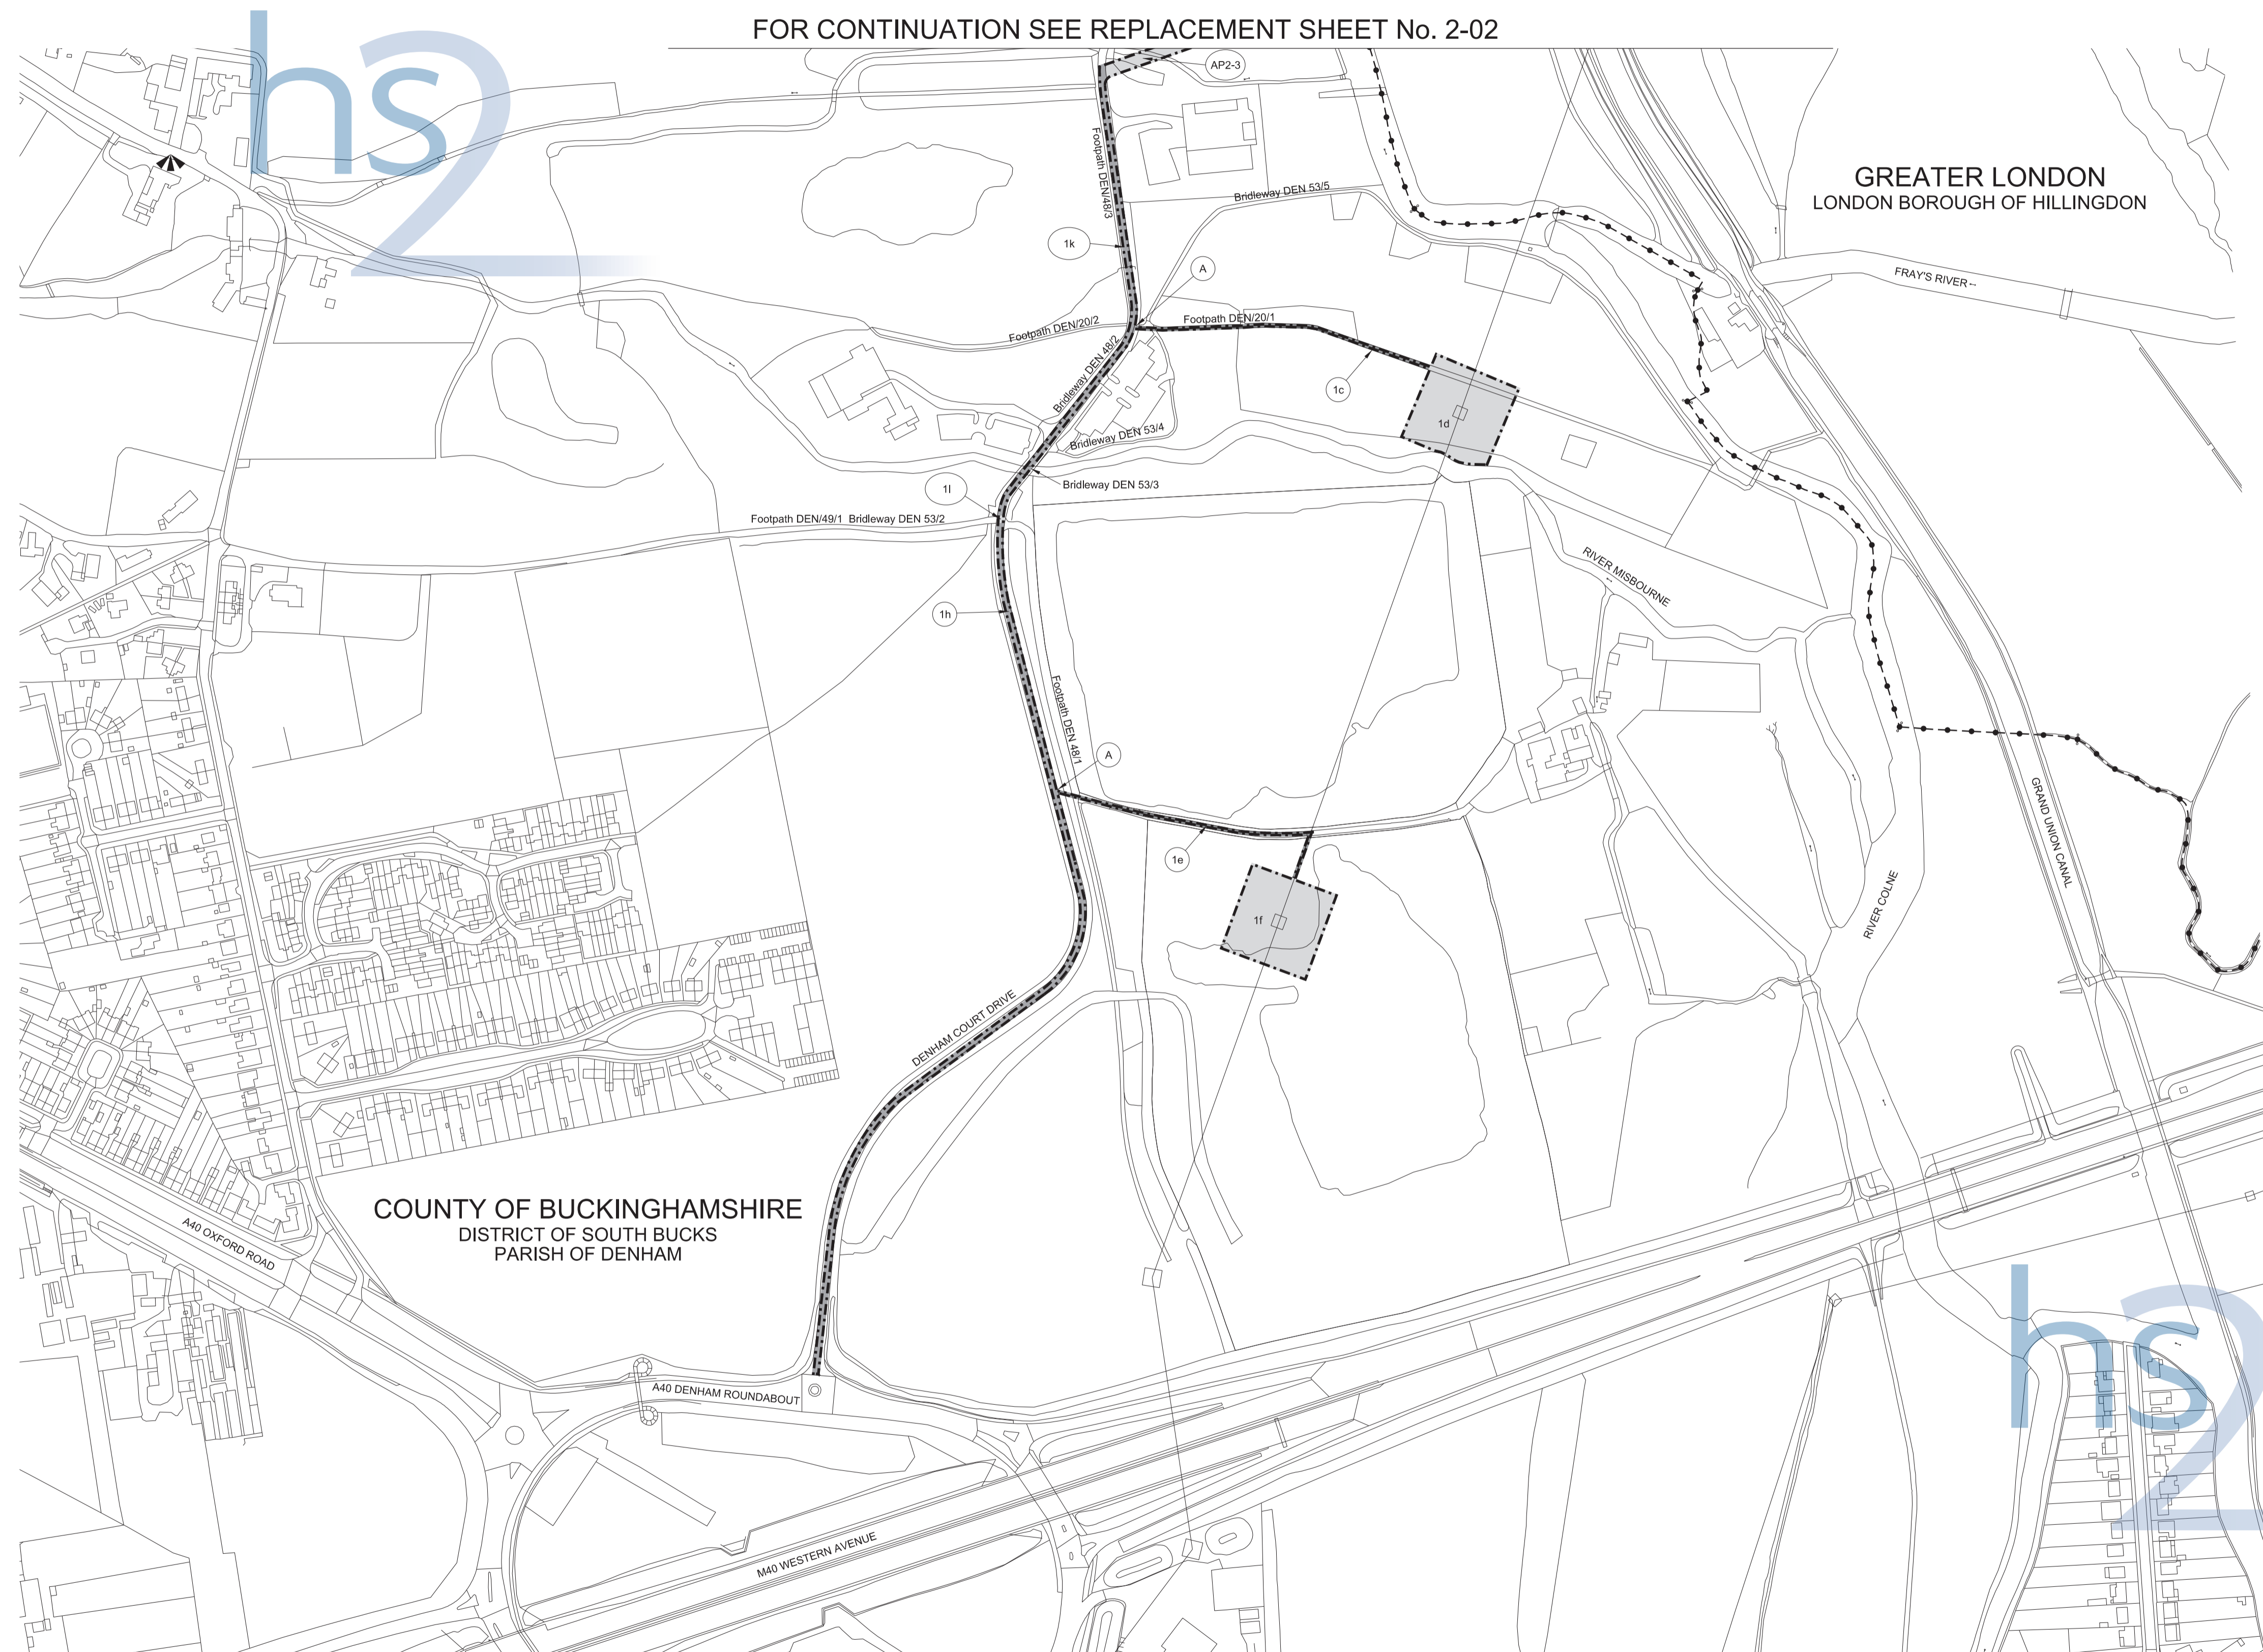 FOR CONTINUATION SEE REPLACEMENT SHEET No. 2-02
hs2
AP2-3
Footpath DEN/48/3
GREATER LONDON
LONDON BOROUGH OF HILLINGDON
Bridleway DEN 53/5
1k
A
FRAY'S RIVER
Footpath DEN/20/2
Footpath DEN/20/1
Bridleway DEN 48/2
1c
1d
Bridleway DEN 53/4
Bridleway DEN 53/3
1l
Footpath DEN/49/1 Bridleway DEN 53/2
RIVER MISBOURNE
1h
Footpath DEN 48/1
A
GRAND UNION CANAL
1e
1f
RIVER COLNE
DENHAM COURT DRIVE
COUNTY OF BUCKINGHAMSHIRE
DISTRICT OF SOUTH BUCKS
PARISH OF DENHAM
A40 OXFORD ROAD
hs2
A40 DENHAM ROUNDABOUT
M40 WESTERN AVENUE